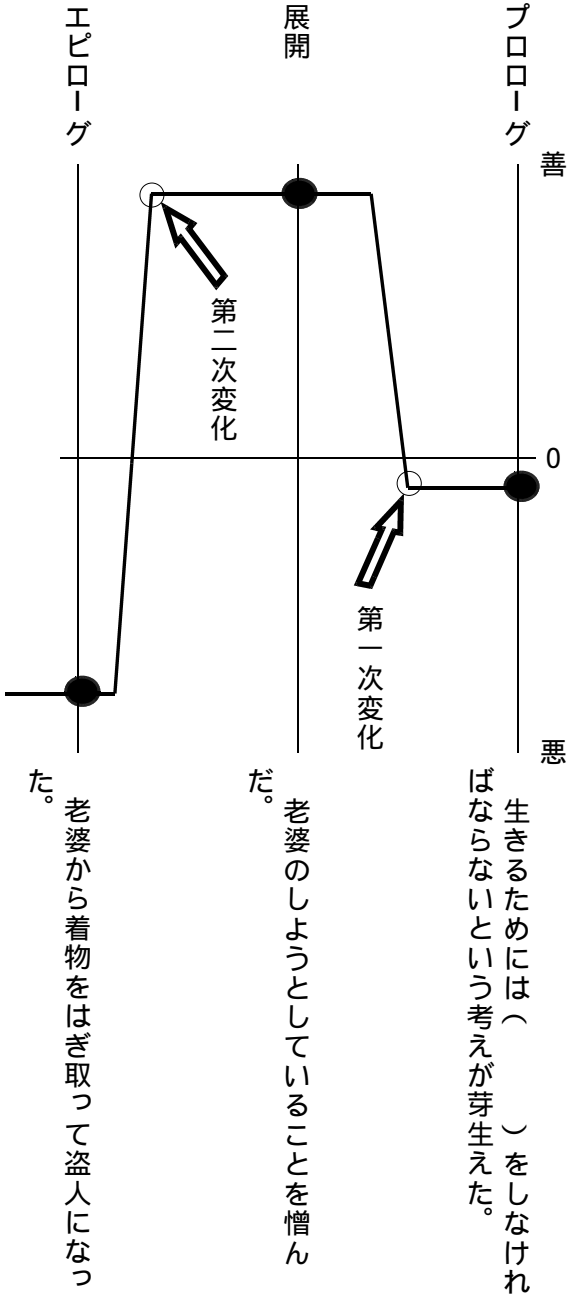 善
0
悪
プロローグ
生きるためには（　　　）をしなけれ
ばならないという考えが芽生えた。
第一次変化
展開
老婆のしようとしていることを憎ん
だ。
第二次変化
エピローグ
老婆から着物をはぎ取って盗人になっ
た。